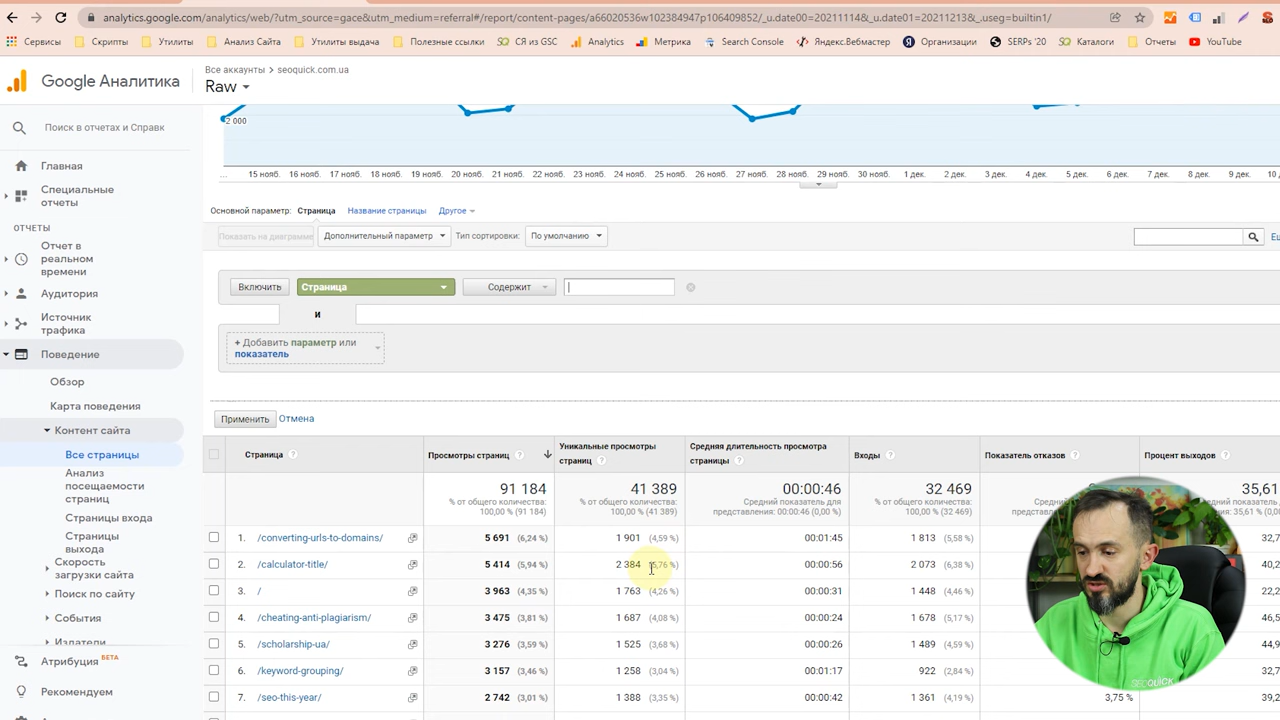 analytics.google.com/analytics/web/?utm_source=gace&utm_medium=referral#/report/content-pages/a66020536w102384947p106409852/_u.date00=20211114&_u.date01=20211213&_.useg=builtin1/
Сервисы Скрипты Утилиты Анализ Сайта Утилиты выдача Полезные ссылки СЯ из GSC Analytics Метрика Search Console Яндекс.Вебмастер Организации SERPs '20 Каталоги Отчеты YouTube
Google Аналитика
Все аккаунты > seoquick.com.ua
Raw
Поиск в отчетах и Справк
Главная
Специальные
отчеты
ОТЧЕТЫ
Отчет в
реальном
времени
Аудитория
Источник
трафика
Поведение
Обзор
Карта поведения
Контент сайта
Все страницы
Анализ
посещаемости
страниц
Страницы входа
Страницы
выхода
Скорость
загрузки сайта
Поиск по сайту
События
Издатели
Атрибуция БЕТА
Рекомендуем
2 000
... 15 нояб. 16 нояб. 17 нояб. 18 нояб. 19 нояб. 20 нояб. 21 нояб. 22 нояб. 23 нояб. 24 нояб. 25 нояб. 26 нояб. 27 нояб. 28 нояб. 29 нояб. 30 нояб. 1 дек. 2 дек. 3 дек. 4 дек. 5 дек. 6 дек. 7 дек. 8 дек. 9 дек. 10
Основной параметр: Страница Название страницы Другое
Показать на диаграмме Дополнительный параметр Тип сортировки: По умолчанию
Включить Страница Содержит
и
+ Добавить параметр или
показатель
Применить Отмена
Страница Просмотры страниц Уникальные просмотры страниц Средняя длительность просмотра страницы Входы Показатель отказов Процент выходов
91 184 41 389 00:00:46 32 469 35,61
% от общего количества: 100,00 % (91 184) % от общего количества: 100,00 % (41 389) Средний показатель для представления: 00:00:46 (0,00 %) % от общего количества: 100,00 % (32 469)
1. /converting-urls-to-domains/ 5 691 (6,24 %) 1 901 (4,59 %) 00:01:45 1 813 (5,58 %) 32,7
2. /calculator-title/ 5 414 (5,94 %) 2 384 (5,76 %) 00:00:56 2 073 (6,38 %) 40,2
3. / 3 963 (4,35 %) 1 763 (4,26 %) 00:00:31 1 448 (4,46 %) 22,
4. /cheating-anti-plagiarism/ 3 475 (3,81 %) 1 687 (4,08 %) 00:00:24 1 678 (5,17 %) 46,5
5. /scholarship-ua/ 3 276 (3,59 %) 1 525 (3,68 %) 00:00:26 1 489 (4,59 %) 44,9
6. /keyword-grouping/ 3 157 (3,46 %) 1 258 (3,04 %) 00:01:17 922 (2,84 %)
7. /seo-this-year/ 2 742 (3,01 %) 1 388 (3,35 %) 00:00:42 1 361 (4,19 %) 3,75 % 39,2
SEOQUICK